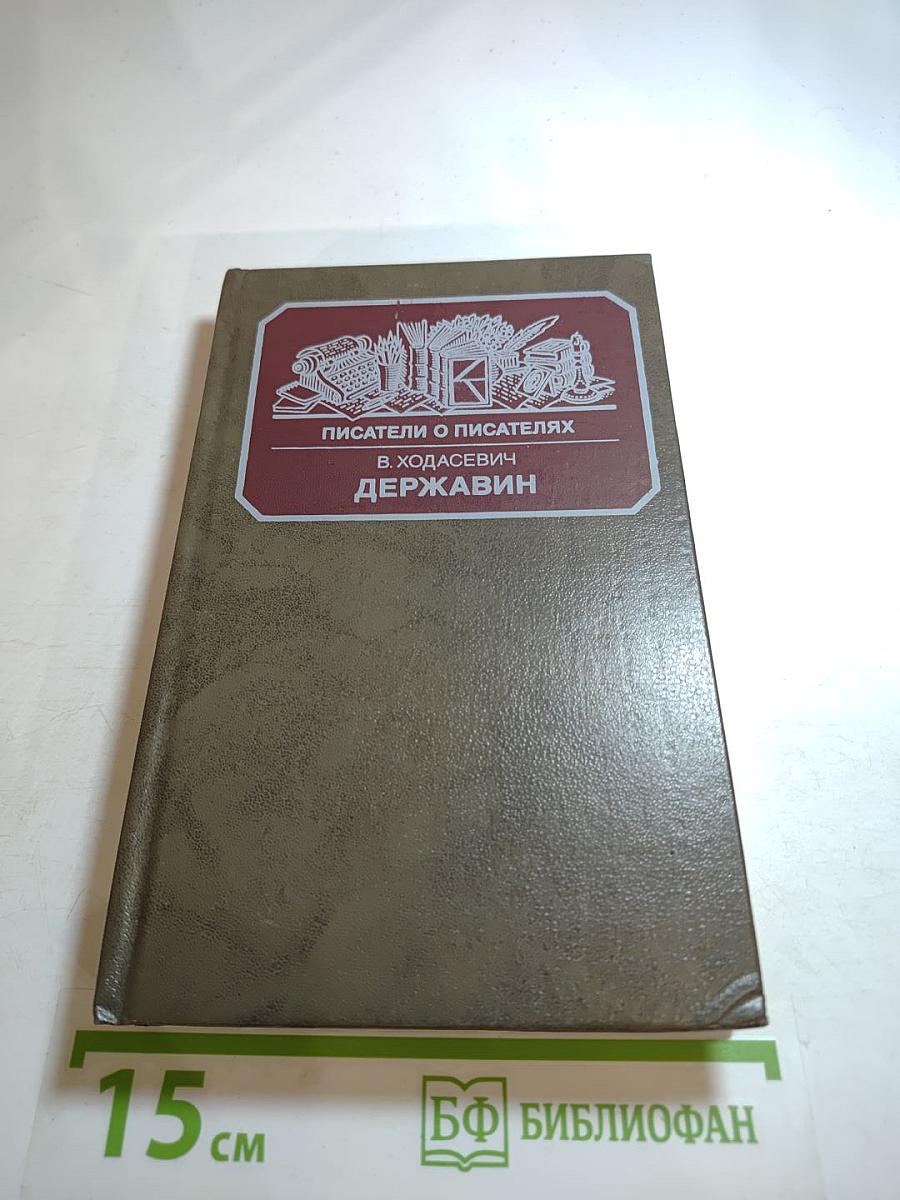 ПИСАТЕЛИ О ПИСАТЕЛЯХ
В. ХОДАСЕВИЧ
ДЕРЖАВИН
15 см
БФ БИБЛИОФАН